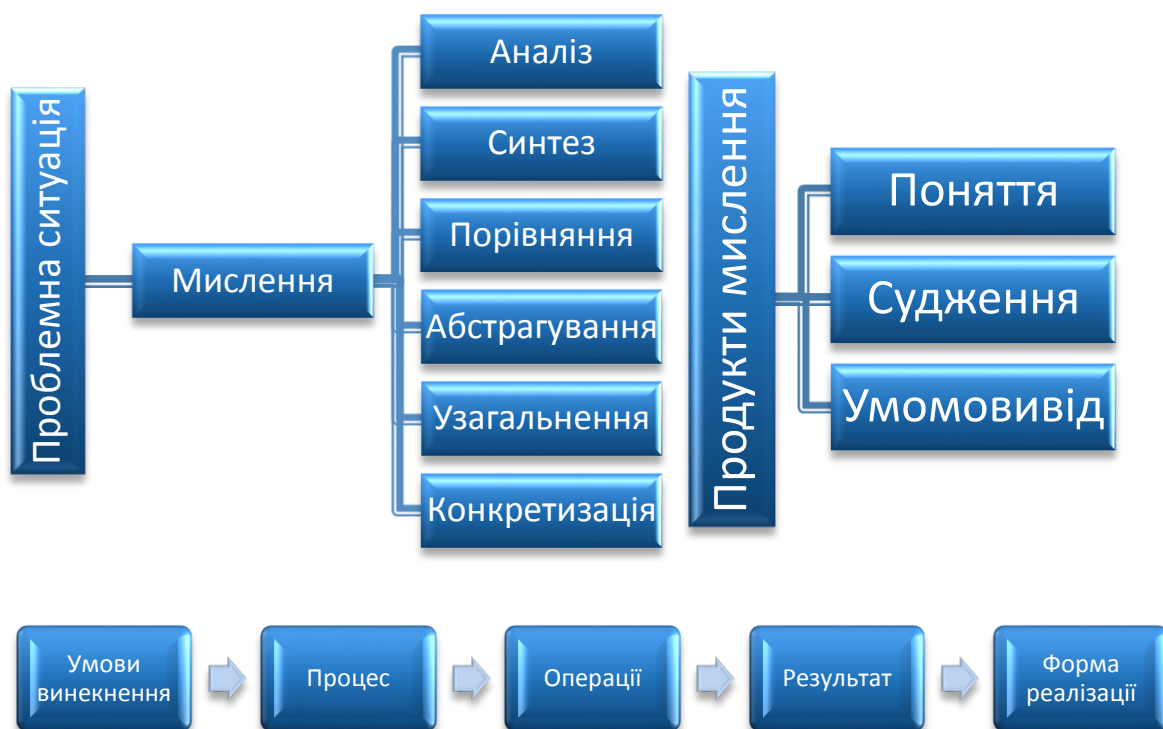 Проблемна ситуація
Мислення
Аналіз
Синтез
Порівняння
Абстрагування
Узагальнення
Конкретизація
Продукти мислення
Поняття
Судження
Умомовивід
Умови
винекнення
Процес
Операції
Результат
Форма
реалізації